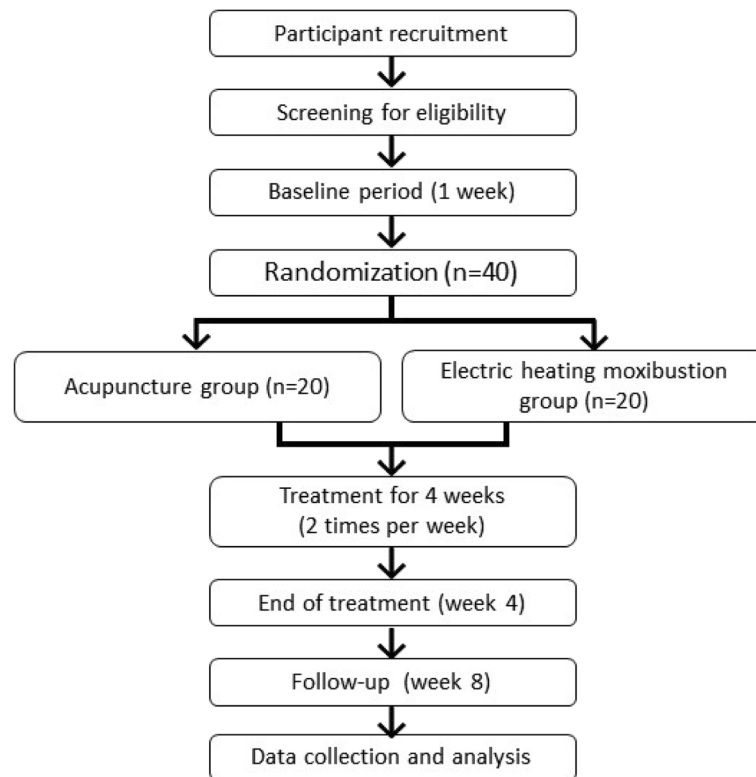 Participant recruitment
Screening for eligibility
Baseline period (1 week)
Randomization (n=40)
Acupuncture group (n=20)
Electric heating moxibustion
group (n=20)
Treatment for 4 weeks
(2 times per week)
End of treatment (week 4)
Follow-up (week 8)
Data collection and analysis